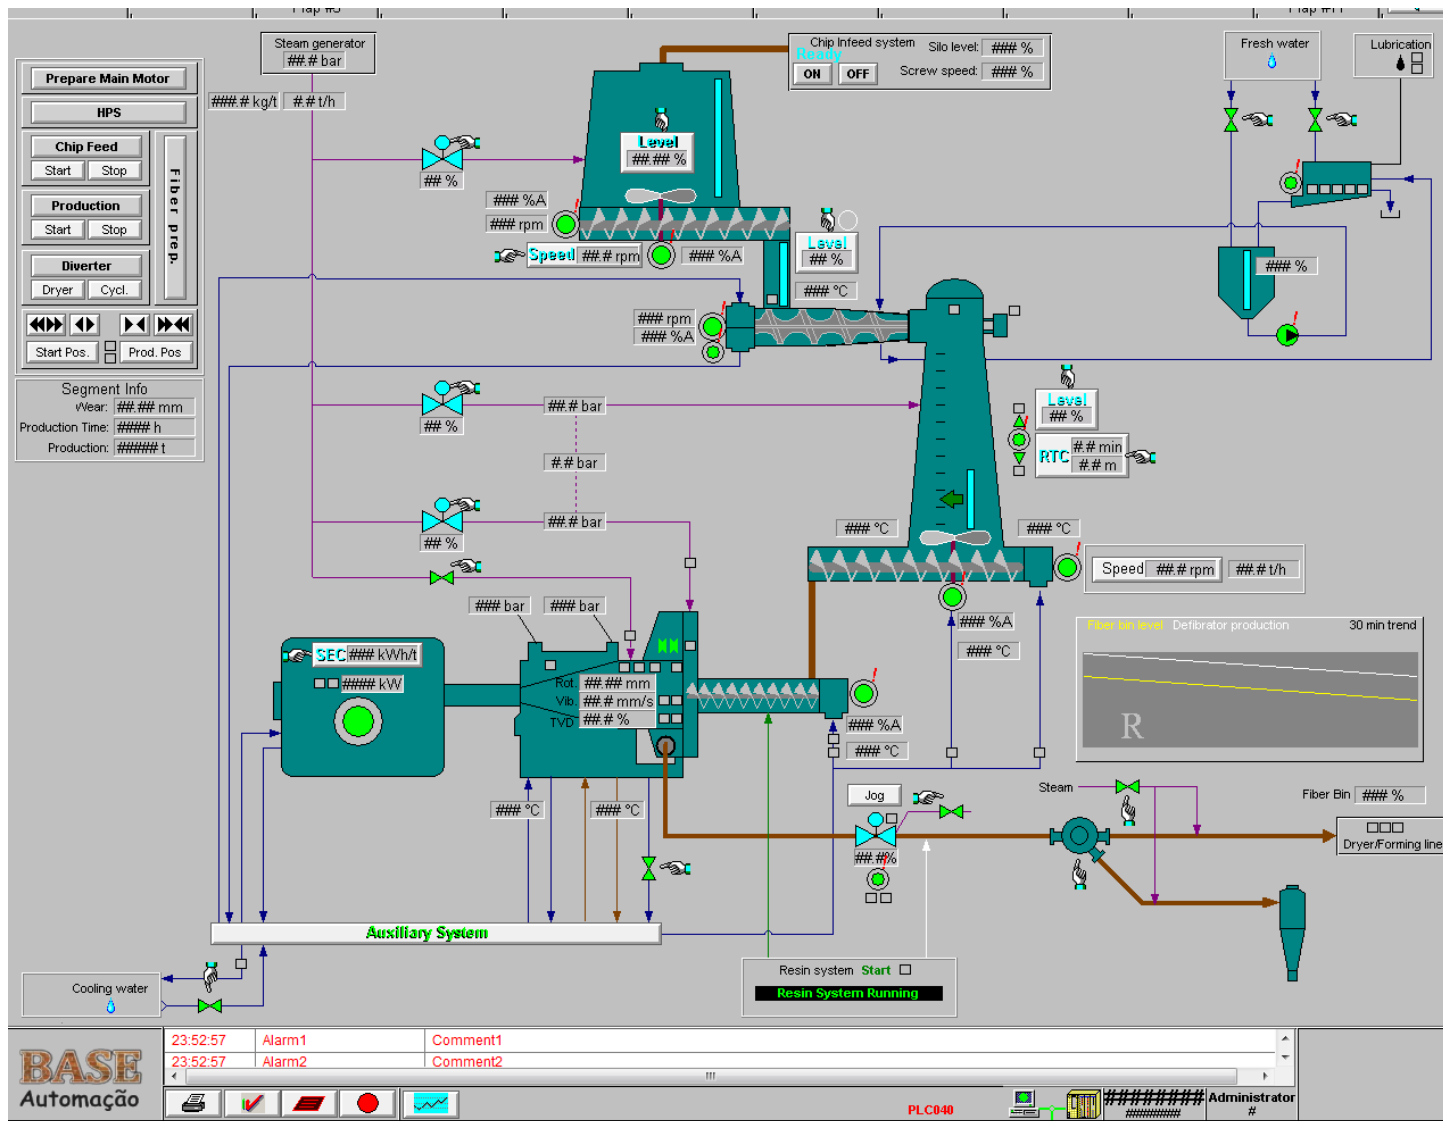 Steam generator
##.# bar
###.# kg/t
#.# t/h
Chip Infeed system
Ready
ON
OFF
Silo level: ### %
Screw speed: ### %
Fresh water
Lubrication
Prepare Main Motor
HPS
Chip Feed
Start
Stop
Production
Start
Stop
Diverter
Dryer
Cycl.
Fiber prep.
Start Pos.
Prod. Pos
Segment Info
Wear: ##.## mm
Production Time: #### h
Production: ##### t
## %
Level
##.## %
### %A
### rpm
Speed ##.# rpm
### %A
Level
## %
### °C
### rpm
### %A
### %
## %
##.# bar
#.# bar
##.# bar
## %
Level
## %
RTC
#.# min
#.# m
### °C
### °C
Speed ##.# rpm
##.# t/h
### bar
### bar
### %A
### °C
Fiber bin level
Defibrator production
30 min trend
R
SEC ### kWh/t
#### kW
Rot. ##.## mm
Vib. ##.# mm/s
TVD ##.# %
### %A
### °C
### °C
### °C
Jog
##.#%
Steam
Fiber Bin ### %
Dryer/Forming line
Auxiliary System
Cooling water
Resin system Start
Resin System Running
BASE
Automação
23:52:57 Alarm1 Comment1
23:52:57 Alarm2 Comment2
PLC040
########
########
Administrator
#